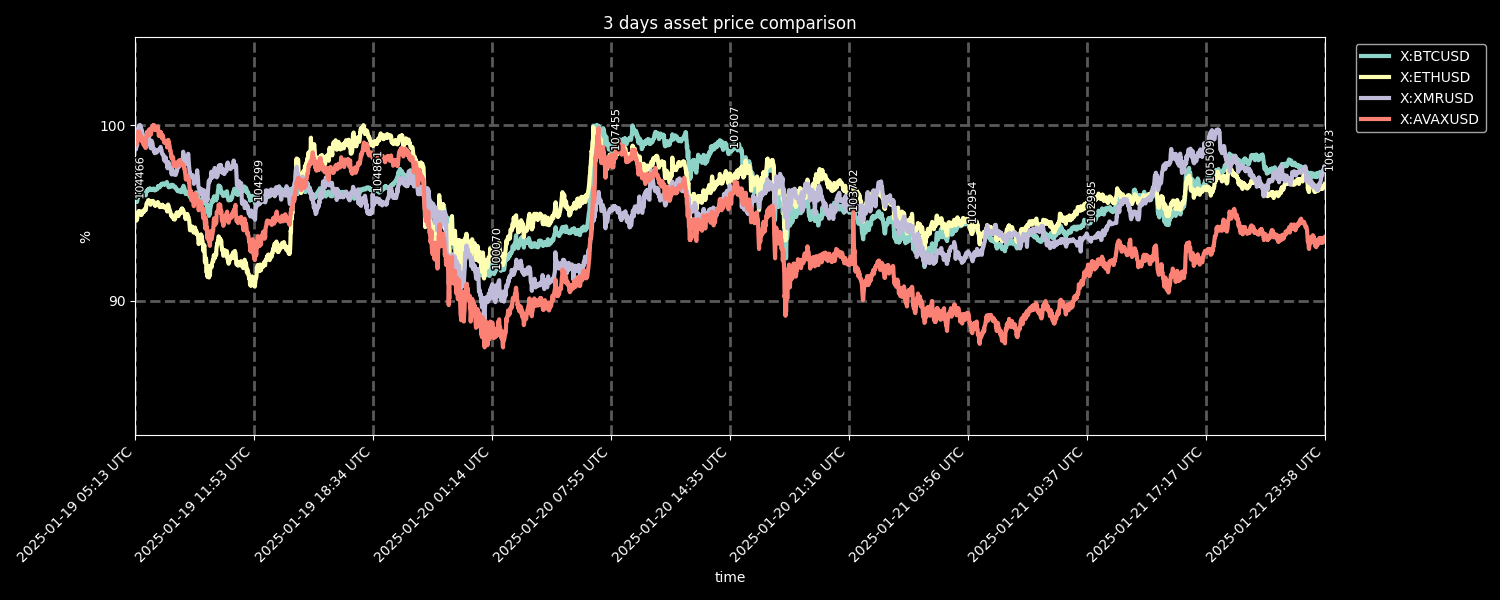 3 days asset price comparison
X:BTCUSD
X:ETHUSD
X:XMRUSD
X:AVAXUSD
100
90
%
104466
104299
104861
100070
107455
107607
103702
102954
102985
105509
106173
2025-01-19 05:13 UTC
2025-01-19 11:53 UTC
2025-01-19 18:34 UTC
2025-01-20 01:14 UTC
2025-01-20 07:55 UTC
2025-01-20 14:35 UTC
2025-01-20 21:16 UTC
2025-01-21 03:56 UTC
2025-01-21 10:37 UTC
2025-01-21 17:17 UTC
2025-01-21 23:58 UTC
time